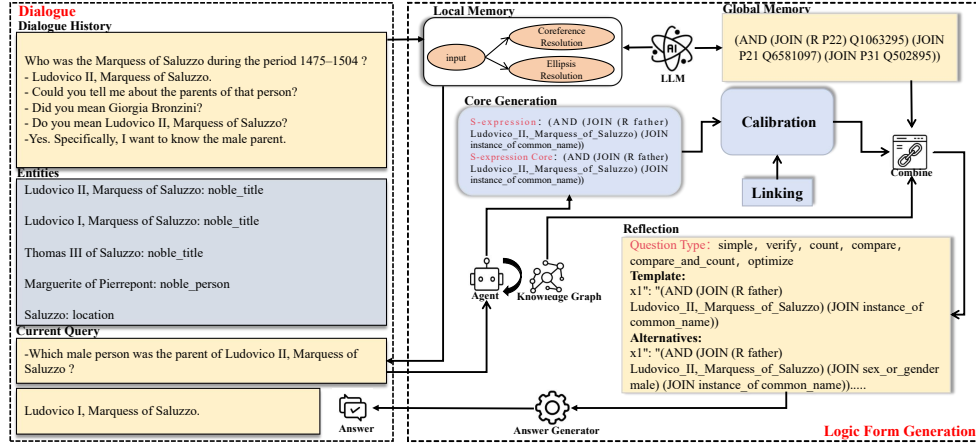 Dialogue
Dialogue History
Who was the Marquess of Saluzzo during the period 1475–1504 ?
- Ludovico II, Marquess of Saluzzo.
- Could you tell me about the parents of that person?
- Did you mean Giorgia Bronzini?
- Do you mean Ludovico II, Marquess of Saluzzo?
-Yes. Specifically, I want to know the male parent.
Entities
Ludovico II, Marquess of Saluzzo: noble_title
Ludovico I, Marquess of Saluzzo: noble_title
Thomas III of Saluzzo: noble_title
Marguerite of Pierrepont: noble_person
Saluzzo: location
Current Query
-Which male person was the parent of Ludovico II, Marquess of
Saluzzo ?
Ludovico I, Marquess of Saluzzo.
Answer
Local Memory
input
Coreference
Resolution
Ellipsis
Resolution
AI
LLM
Global Memory
(AND (JOIN (R P22) Q1063295) (JOIN
P21 Q6581097) (JOIN P31 Q502895))
Core Generation
S-expression: (AND (JOIN (R father)
Ludovico_II,_Marquess_of_Saluzzo) (JOIN
instance_of common_name))
S-expression Core: (AND (JOIN (R father)
Ludovico_II,_Marquess_of_Saluzzo) (JOIN
instance_of common_name))
Calibration
Linking
Combine
Agent
Knowledge Graph
Reflection
Question Type: simple, verify, count, compare,
compare_and_count, optimize
Template:
x1": "(AND (JOIN (R father)
Ludovico_II,_Marquess_of_Saluzzo) (JOIN instance_of
common_name))
Alternatives:
x1": "(AND (JOIN (R father)
Ludovico_II,_Marquess_of_Saluzzo) (JOIN sex_or_gender
male) (JOIN instance_of common_name)).....
Answer Generator
Logic Form Generation